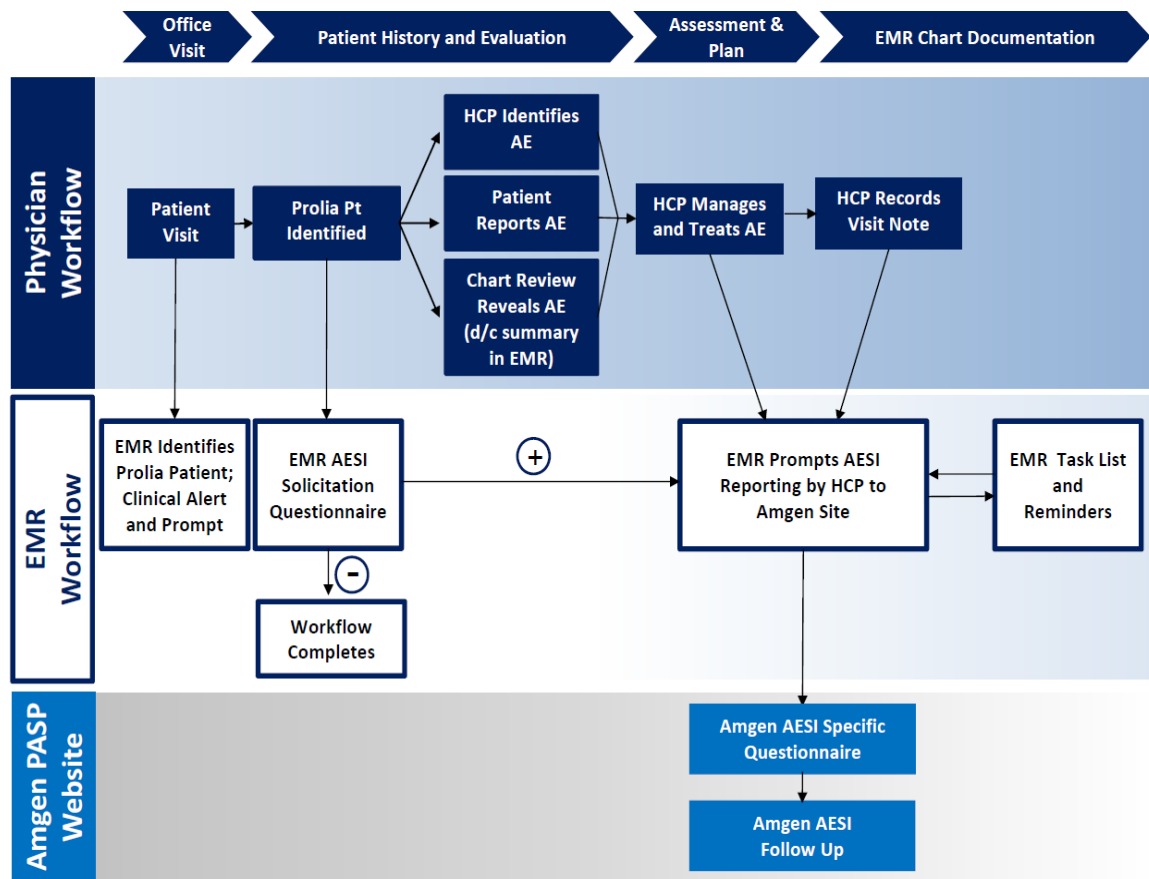 Office
Visit
Patient History and Evaluation
Assessment &
Plan
EMR Chart Documentation
Physician
Workflow
HCP Identifies
AE
Patient
Visit
Prolia Pt
Identified
Patient
Reports AE
HCP Manages
and Treats AE
HCP Records
Visit Note
Chart Review
Reveals AE
(d/c summary
in EMR)
EMR
Workflow
EMR Identifies
Prolia Patient;
Clinical Alert
and Prompt
EMR AESI
Solicitation
Questionnaire
+
EMR Prompts AESI
Reporting by HCP to
Amgen Site
EMR Task List
and
Reminders
-
Workflow
Completes
Amgen PASP
Website
Amgen AESI Specific
Questionnaire
Amgen AESI
Follow Up